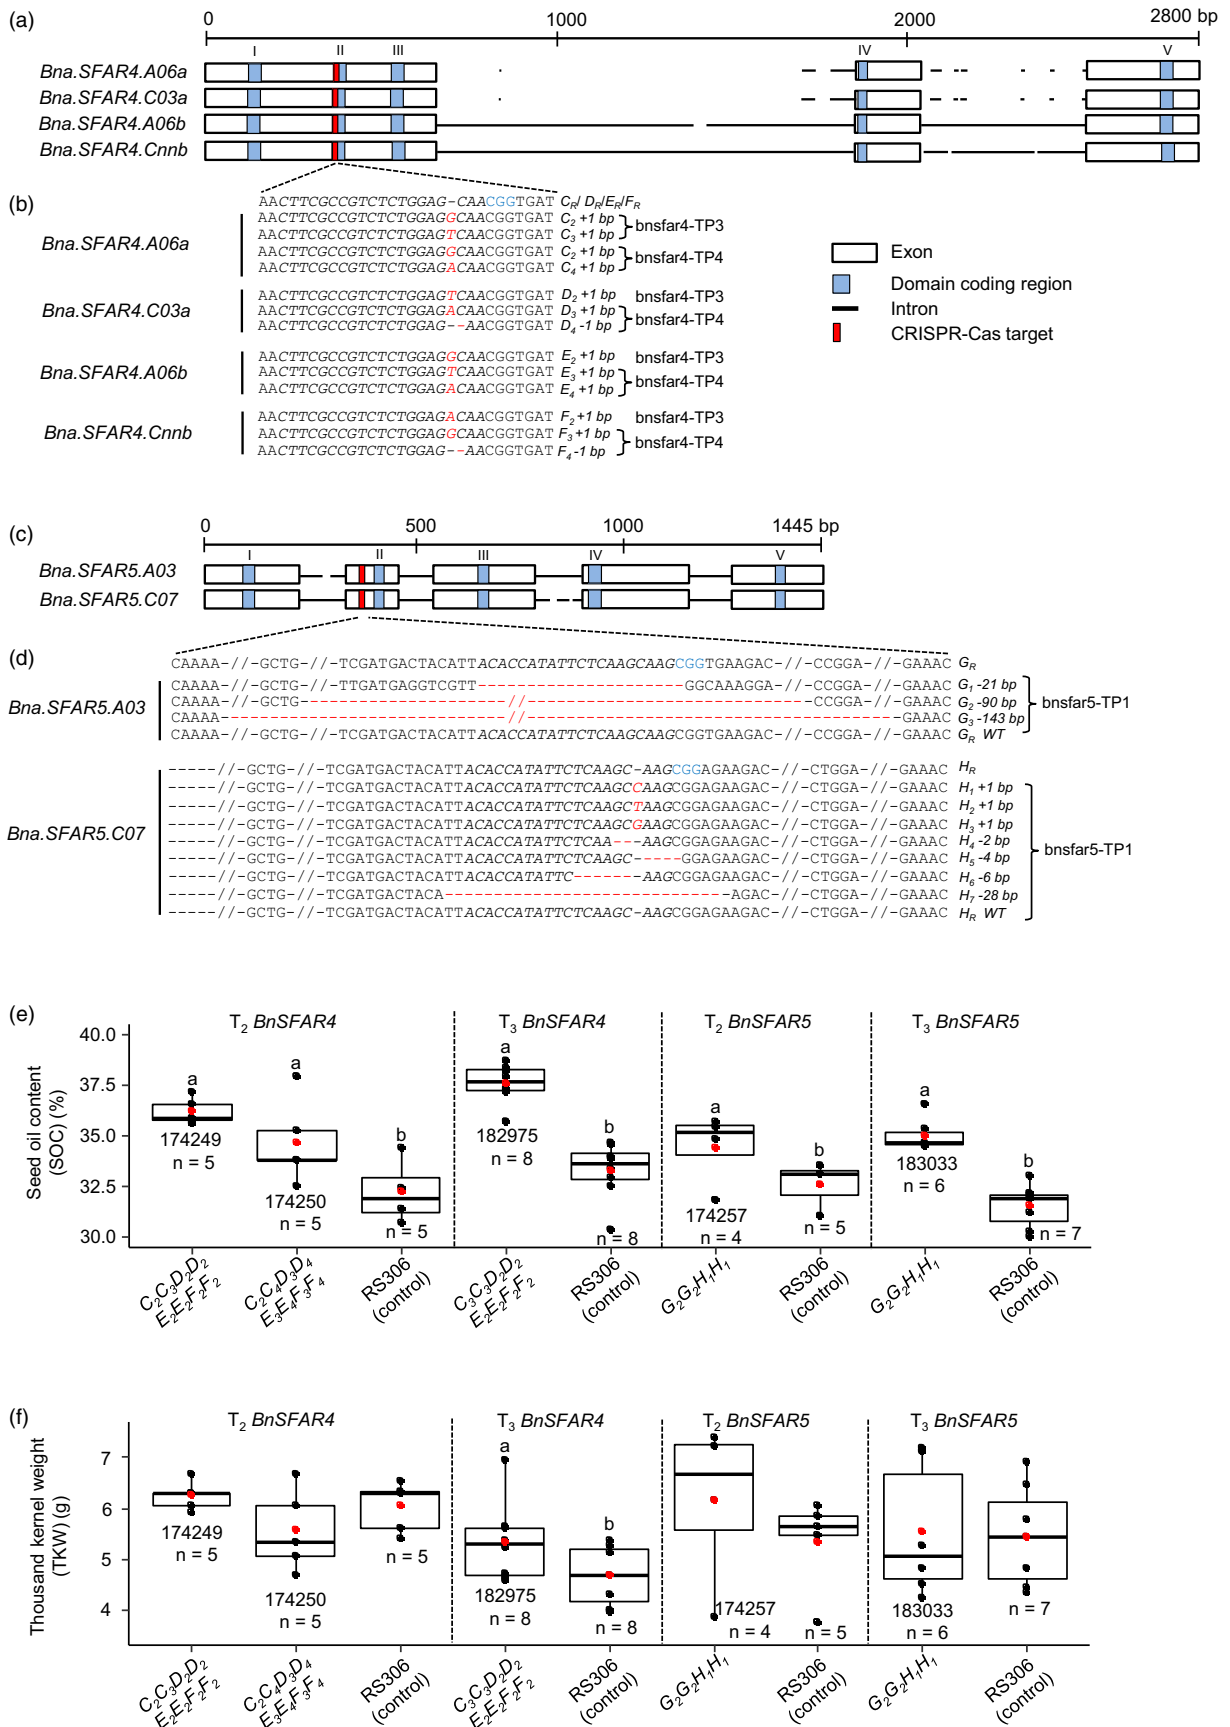 (a)
0 1000 2000 2800 bp
I II III IV V
Bna.SFAR4.A06a
Bna.SFAR4.C03a
Bna.SFAR4.A06b
Bna.SFAR4.Cnnb
(b)
AACTTCGCCGTCTCTGGAG-CAACGGTGAT CR/ DR/ER/FR
Bna.SFAR4.A06a
AACTTCGCCGTCTCTGGAGGCAACGGTGAT C2 +1 bp
AACTTCGCCGTCTCTGGAGTCAACGGTGAT C3 +1 bp
bnsfar4-TP3
AACTTCGCCGTCTCTGGAGGCAACGGTGAT C2 +1 bp
AACTTCGCCGTCTCTGGAGACAACGGTGAT C4 +1 bp
bnsfar4-TP4
Bna.SFAR4.C03a
AACTTCGCCGTCTCTGGAGTCAACGGTGAT D2 +1 bp bnsfar4-TP3
AACTTCGCCGTCTCTGGAGACAACGGTGAT D3 +1 bp
AACTTCGCCGTCTCTGGAG--AACGGTGAT D4 -1 bp
bnsfar4-TP4
Bna.SFAR4.A06b
AACTTCGCCGTCTCTGGAGGCAACGGTGAT E2 +1 bp bnsfar4-TP3
AACTTCGCCGTCTCTGGAGTCAACGGTGAT E3 +1 bp
AACTTCGCCGTCTCTGGAGACAACGGTGAT E4 +1 bp
bnsfar4-TP4
Bna.SFAR4.Cnnb
AACTTCGCCGTCTCTGGAGACAACGGTGAT F2 +1 bp bnsfar4-TP3
AACTTCGCCGTCTCTGGAGGCAACGGTGAT F3 +1 bp
AACTTCGCCGTCTCTGGAG--AACGGTGAT F4 -1 bp
bnsfar4-TP4
Exon
Domain coding region
Intron
CRISPR-Cas target
(c)
0 500 1000 1445 bp
I II III IV V
Bna.SFAR5.A03
Bna.SFAR5.C07
(d)
CAAAA-//-GCTG-//-TCGATGACTACATTACACCATATTCTCAAGCAAGCGGTGAAGAC-//-CCGGA-//-GAAAC GR
Bna.SFAR5.A03
CAAAA-//-GCTG-//-TTGATGAGGTCGTT---------------------GGCAAAGGA-//-CCGGA-//-GAAAC G1 -21 bp
CAAAA-//-GCTG---------------------//-----------------------------CCGGA-//-GAAAC G2 -90 bp
CAAAA------------------------------//--------------------------------------GAAAC G3 -143 bp
CAAAA-//-GCTG-//-TCGATGACTACATTACACCATATTCTCAAGCAAGCGGTGAAGAC-//-CCGGA-//-GAAAC GR WT
bnsfar5-TP1
-----//-GCTG-//-TCGATGACTACATTACACCATATTCTCAAGC-AAGCGGAGAAGAC-//-CTGGA-//-GAAAC HR
Bna.SFAR5.C07
-----//-GCTG-//-TCGATGACTACATTACACCATATTCTCAAGCCAAGCGGAGAAGAC-//-CTGGA-//-GAAAC H1 +1 bp
-----//-GCTG-//-TCGATGACTACATTACACCATATTCTCAAGCTAAGCGGAGAAGAC-//-CTGGA-//-GAAAC H2 +1 bp
-----//-GCTG-//-TCGATGACTACATTACACCATATTCTCAAGCGAAGCGGAGAAGAC-//-CTGGA-//-GAAAC H3 +1 bp
-----//-GCTG-//-TCGATGACTACATTACACCATATTCTCAA---AAGCGGAGAAGAC-//-CTGGA-//-GAAAC H4 -2 bp
-----//-GCTG-//-TCGATGACTACATTACACCATATTCTCAAGC-----GGAGAAGAC-//-CTGGA-//-GAAAC H5 -4 bp
-----//-GCTG-//-TCGATGACTACATTACACCATATTC-------AAGCGGAGAAGAC-//-CTGGA-//-GAAAC H6 -6 bp
-----//-GCTG-//-TCGATGACTACA-----------------------------AGAC-//-CTGGA-//-GAAAC H7 -28 bp
-----//-GCTG-//-TCGATGACTACATTACACCATATTCTCAAGC-AAGCGGAGAAGAC-//-CTGGA-//-GAAAC HR WT
bnsfar5-TP1
(e)
T2 BnSFAR4 T3 BnSFAR4 T2 BnSFAR5 T3 BnSFAR5
Seed oil content
(SOC) (%)
40.0
37.5
35.0
32.5
30.0
a a b a b a b a b
174249
n = 5
174250
n = 5
n = 5
182975
n = 8
n = 8
174257
n = 4
n = 5
183033
n = 6
n = 7
C2C3D2D2
E2E2F2F2
C2C4D3D4
E3E4F3F4
RS306
(control)
C3C3D2D2
E2E2F2F2
RS306
(control)
G2G2H1H1
RS306
(control)
G2G2H1H1
RS306
(control)
(f)
T2 BnSFAR4 T3 BnSFAR4 T2 BnSFAR5 T3 BnSFAR5
Thousand kernel weight
(TKW) (g)
7
6
5
4
a b
174249
n = 5
174250
n = 5
n = 5
182975
n = 8
n = 8
174257
n = 4
n = 5
183033
n = 6
n = 7
C2C3D2D2
E2E2F2F2
C2C4D3D4
E3E4F3F4
RS306
(control)
C3C3D2D2
E2E2F2F2
RS306
(control)
G2G2H1H1
RS306
(control)
G2G2H1H1
RS306
(control)